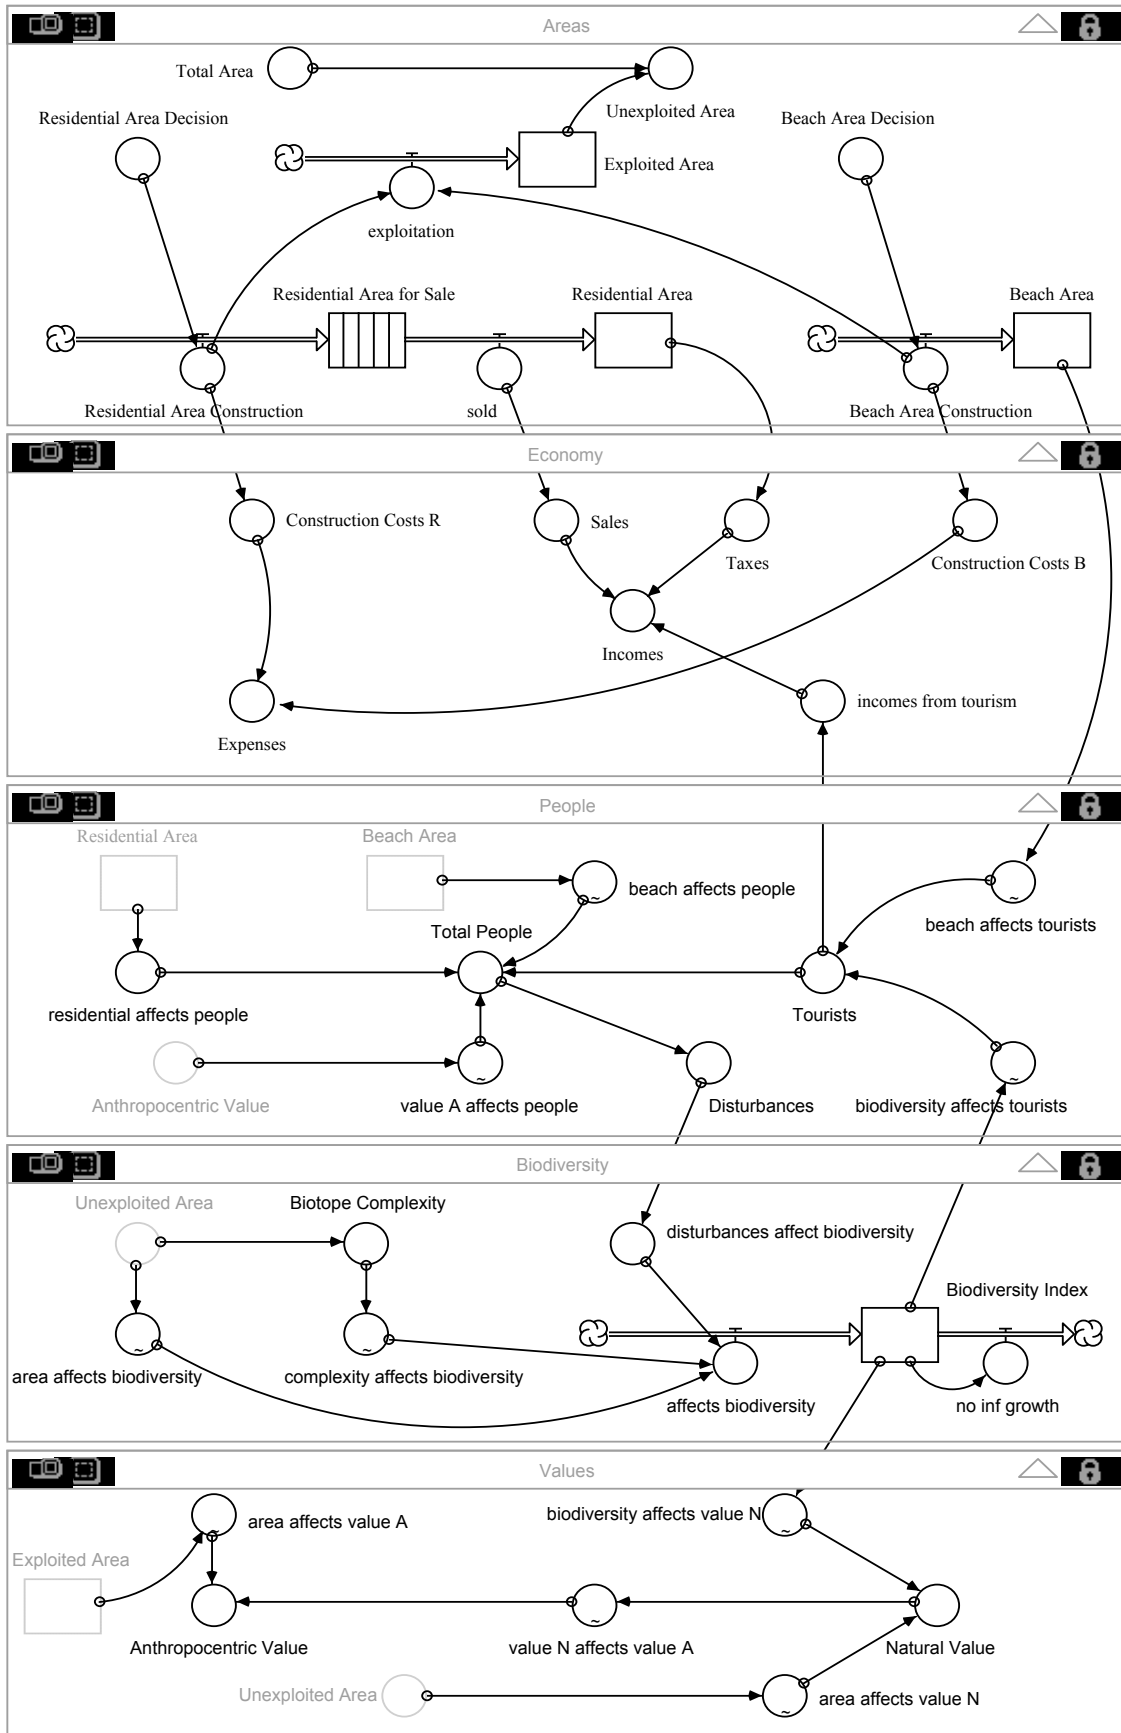 Areas
Total Area
Unexploited Area
Residential Area Decision
Beach Area Decision
Exploited Area
exploitation
Residential Area for Sale
Residential Area
Beach Area
Residential Area Construction
sold
Beach Area Construction
Economy
Construction Costs R
Sales
Taxes
Construction Costs B
Incomes
incomes from tourism
Expenses
People
Residential Area
Beach Area
beach affects people
beach affects tourists
Total People
residential affects people
Tourists
Anthropocentric Value
value A affects people
Disturbances
biodiversity affects tourists
Biodiversity
Unexploited Area
Biotope Complexity
disturbances affect biodiversity
Biodiversity Index
area affects biodiversity
complexity affects biodiversity
affects biodiversity
no inf growth
Values
area affects value A
biodiversity affects value N
Exploited Area
Anthropocentric Value
value N affects value A
Natural Value
Unexploited Area
area affects value N